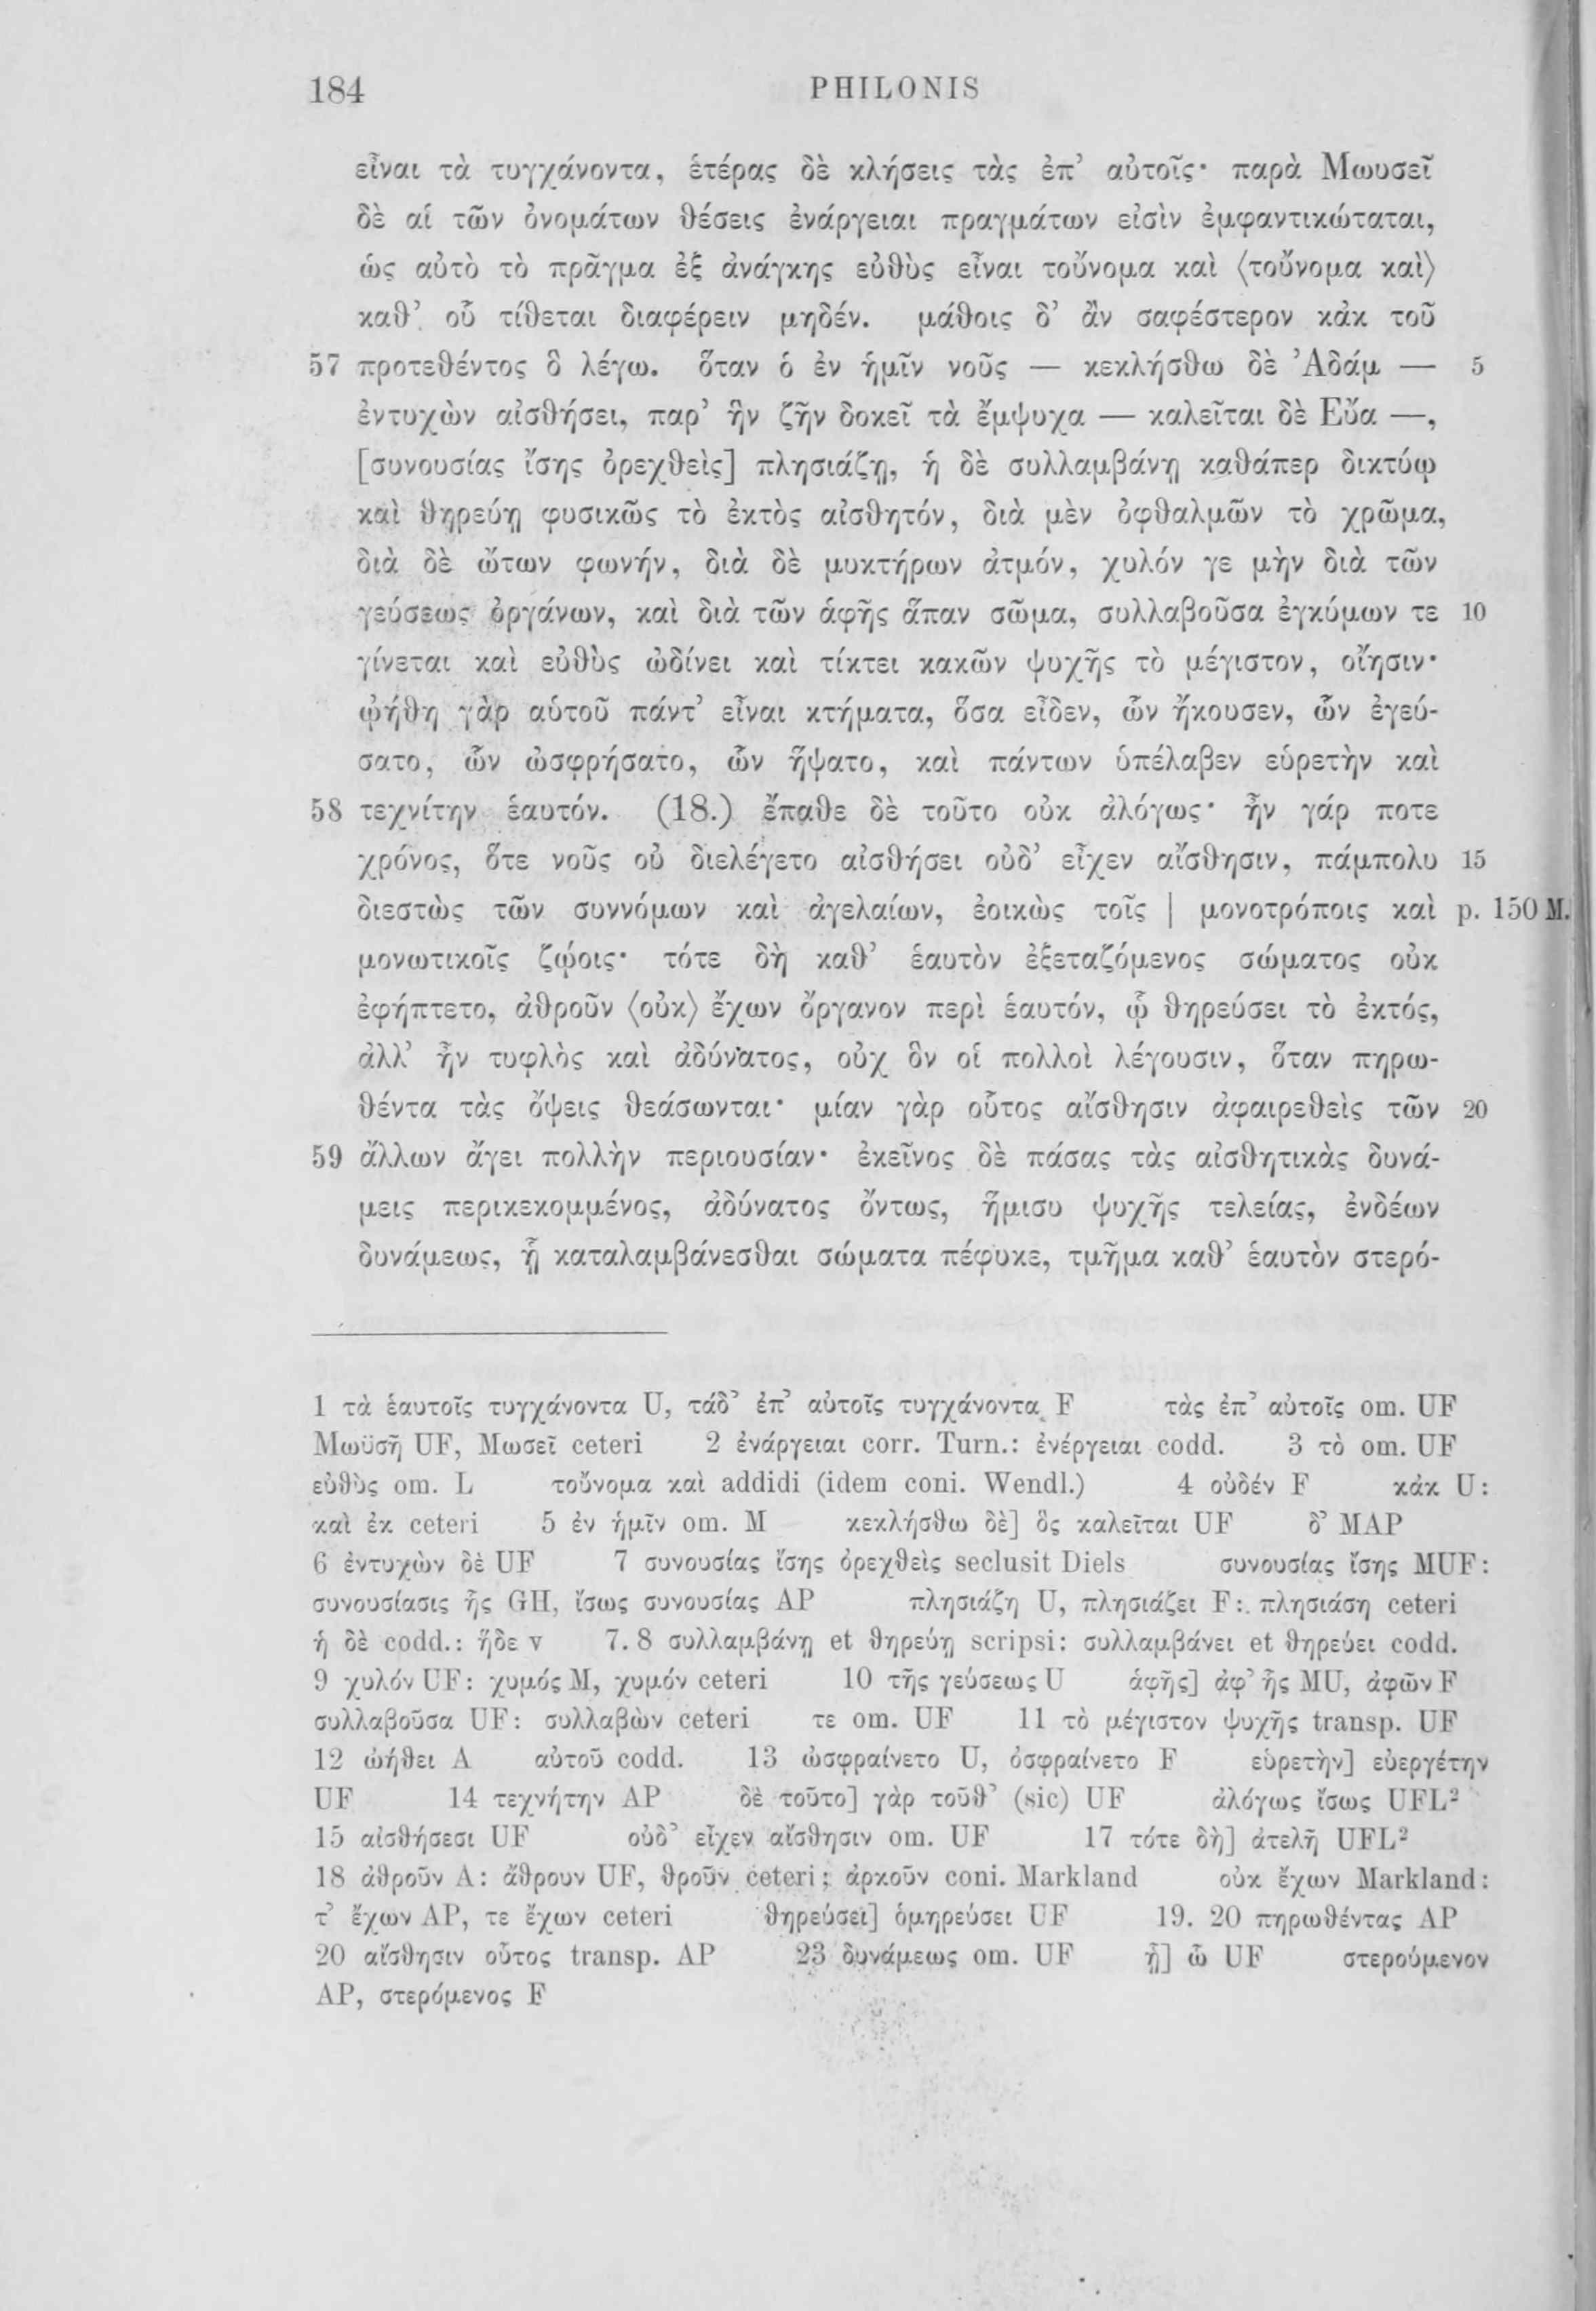 184 PHILONIS
εἶναι τὰ τυγχάνοντα, ἑτέρας δὲ κλήσεις τὰς ἐπ’ αὐτοῖς· παρὰ Μωυσεῖ
δὲ αἱ τῶν ὀνομάτων θέσεις ἐνάργειαι πραγμάτων εἰσὶν ἐμφαντικώταται,
ὡς αὐτὸ τὸ πρᾶγμα ἐξ ἀνάγκης εὐθὺς εἶναι τοὔνομα καὶ ⟨τοὔνομα καὶ⟩
καθ’ οὗ τίθεται διαφέρειν μηδέν. μάθοις δ’ ἂν σαφέστερον κἀκ τοῦ
57 προτεθέντος ὃ λέγω. ὅταν ὁ ἐν ἡμῖν νοῦς — κεκλήσθω δὲ Ἀδάμ — 5
ἐντυχὼν αἰσθήσει, παρ’ ἣν ζῆν δοκεῖ τὰ ἔμψυχα — καλεῖται δὲ Εὔα —,
[συνουσίας ἴσης ὀρεχθεὶς] πλησιάζῃ, ἡ δὲ συλλαμβάνῃ καθάπερ δικτύῳ
καὶ θηρεύῃ φυσικῶς τὸ ἐκτὸς αἰσθητόν, διὰ μὲν ὀφθαλμῶν τὸ χρῶμα,
διὰ δὲ ὤτων φωνήν, διὰ δὲ μυκτήρων ἀτμόν, χυλόν γε μὴν διὰ τῶν
γεύσεως ὀργάνων, καὶ διὰ τῶν ἁφῆς ἅπαν σῶμα, συλλαβοῦσα ἐγκύμων τε 10
γίνεται καὶ εὐθὺς ὠδίνει καὶ τίκτει κακῶν ψυχῆς τὸ μέγιστον, οἴησιν·
ᾠήθη γὰρ αὑτοῦ πάντ’ εἶναι κτήματα, ὅσα εἶδεν, ὧν ἤκουσεν, ὧν ἐγεύ-
σατο, ὧν ὠσφρήσατο, ὧν ἥψατο, καὶ πάντων ὑπέλαβεν εὑρετὴν καὶ
58 τεχνίτην ἑαυτόν. (18.) ἔπαθε δὲ τοῦτο οὐκ ἀλόγως· ἦν γάρ ποτε
χρόνος, ὅτε νοῦς οὐ διελέγετο αἰσθήσει οὐδ’ εἶχεν αἴσθησιν, πάμπολυ 15
διεστὼς τῶν συννόμων καὶ ἀγελαίων, ἐοικὼς τοῖς | μονοτρόποις καὶ p. 150 M.
μονωτικοῖς ζῴοις· τότε δὴ καθ’ ἑαυτὸν ἐξεταζόμενος σώματος οὐκ
ἐφήπτετο, ἀθροῦν ⟨οὐκ⟩ ἔχων ὄργανον περὶ ἑαυτόν, ᾧ θηρεύσει τὸ ἐκτός,
ἀλλ’ ἦν τυφλὸς καὶ ἀδύνατος, οὐχ ὃν οἱ πολλοὶ λέγουσιν, ὅταν πηρω-
θέντα τὰς ὄψεις θεάσωνται· μίαν γὰρ οὗτος αἴσθησιν ἀφαιρεθεὶς τῶν 20
59 ἄλλων ἄγει πολλὴν περιουσίαν· ἐκεῖνος δὲ πάσας τὰς αἰσθητικὰς δυνά-
μεις περικεκομμένος, ἀδύνατος ὄντως, ἥμισυ ψυχῆς τελείας, ἐνδέων
δυνάμεως, ᾗ καταλαμβάνεσθαι σώματα πέφυκε, τμῆμα καθ’ ἑαυτὸν στερό-
1 τὰ ἑαυτοῖς τυγχάνοντα U, τάδ’ ἐπ’ αὐτοῖς τυγχάνοντα F τὰς ἐπ’ αὐτοῖς om. UF
Μωϋσῆ UF, Μωσεῖ ceteri 2 ἐνάργειαι corr. Turn.: ἐνέργειαι codd. 3 τὸ om. UF
εὐθὺς om. L τοὔνομα καὶ addidi (idem coni. Wendl.) 4 οὐδέν F κἀκ U:
καὶ ἐκ ceteri 5 ἐν ἡμῖν om. M κεκλήσθω δὲ] ὃς καλεῖται UF δ’ MAP
6 ἐντυχὼν δὲ UF 7 συνουσίας ἴσης ὀρεχθεὶς seclusit Diels συνουσίας ἴσης MUF:
συνουσίασις ἧς GH, ἴσως συνουσίας AP πλησιάζη U, πλησιάζει F: πλησιάση ceteri
ἡ δὲ codd.: ἥδε v 7. 8 συλλαμβάνῃ et θηρεύῃ scripsi: συλλαμβάνει et θηρεύει codd.
9 χυλόν UF: χυμός M, χυμόν ceteri 10 τῆς γεύσεως U ἁφῆς] ἀφ’ ἧς MU, ἁφῶν F
συλλαβοῦσα UF: συλλαβὼν ceteri τε om. UF 11 τὸ μέγιστον ψυχῆς transp. UF
12 ὠήθει A αὐτοῦ codd. 13 ὠσφραίνετο U, ὀσφραίνετο F εὑρετὴν] εὐεργέτην
UF 14 τεχνήτην AP δὲ τοῦτο] γὰρ τοῦθ’ (sic) UF ἀλόγως ἴσως UFL²
15 αἰσθήσεσι UF οὐδ’ εἶχεν αἴσθησιν om. UF 17 τότε δὴ] ἀτελῆ UFL²
18 ἀθροῦν A: ἄθρουν UF, θροῦν ceteri; ἀρκοῦν coni. Markland οὐκ ἔχων Markland:
τ’ ἔχων AP, τε ἔχων ceteri θηρεύσει] ὁμηρεύσει UF 19. 20 πηρωθέντας AP
20 αἴσθησιν οὗτος transp. AP 23 δυνάμεως om. UF ᾗ] ὦ UF στερούμενον
AP, στερόμενος F